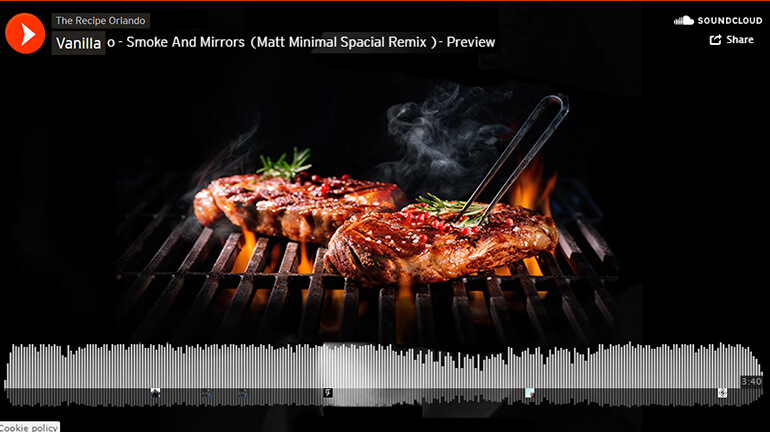 The Recipe Orlando
SOUNDCLOUD
Vanilla o - Smoke And Mirrors (Matt Minimal Spacial Remix ) - Preview
Share
3:40
Cookie policy